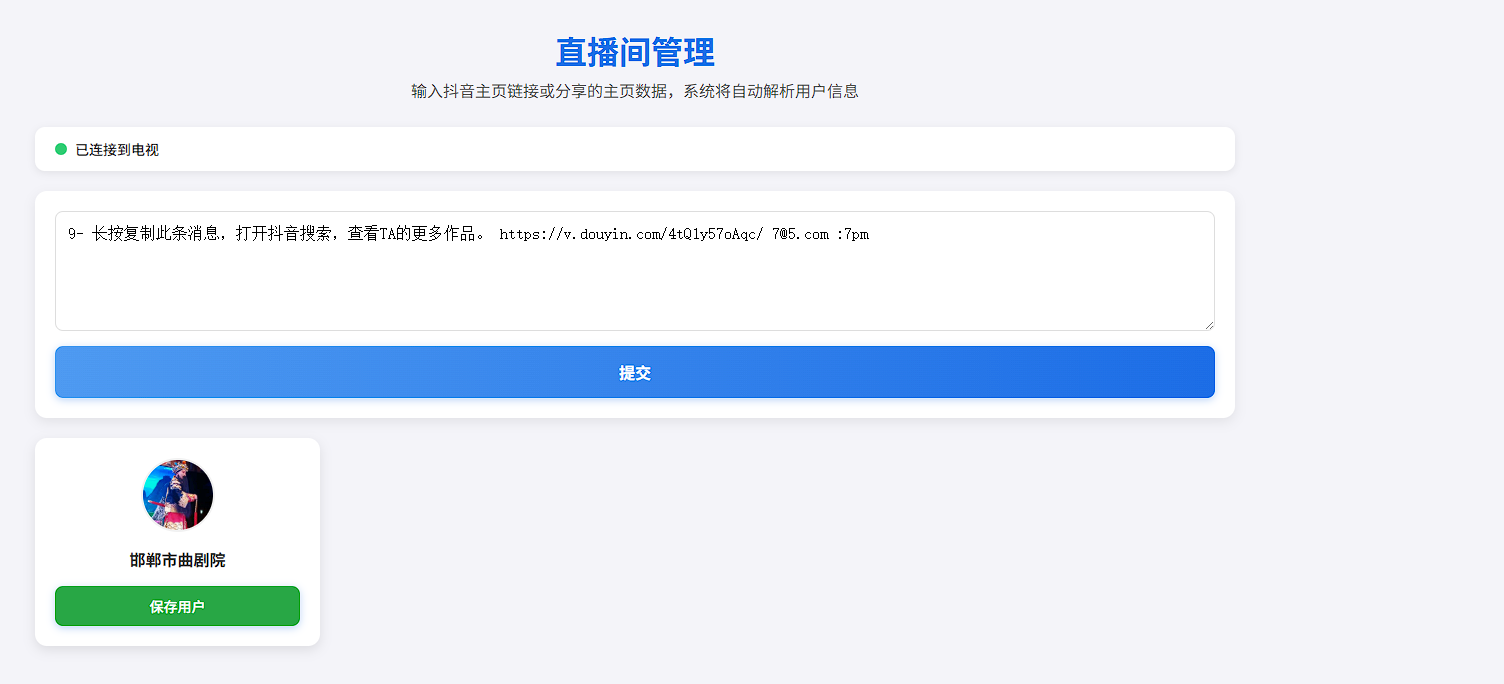 直播间管理
输入抖音主页链接或分享的主页数据，系统将自动解析用户信息
已连接到电视
9- 长按复制此条消息，打开抖音搜索，查看TA的更多作品。 https://v.douyin.com/4tQ1y57oAqc/ 7@5.com :7pm
提交
邯郸市曲剧院
保存用户